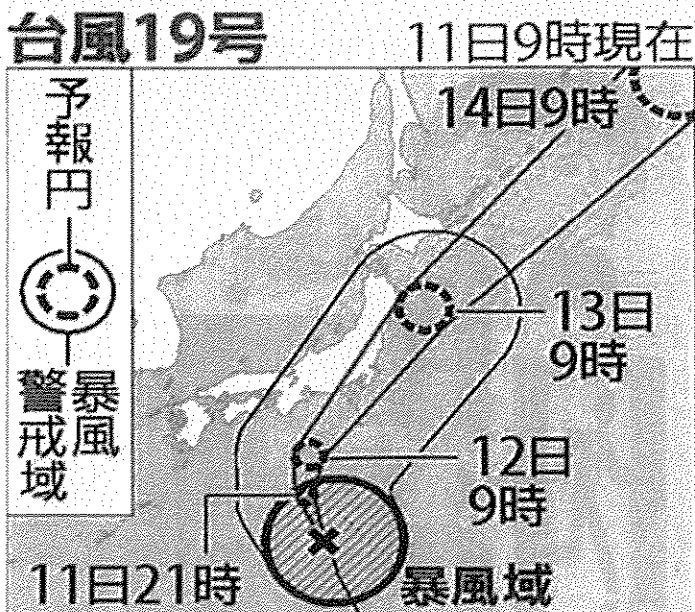 台風19号
11日9時現在
予報円
暴風
警戒域
14日9時
13日
9時
12日
9時
11日21時
暴風域